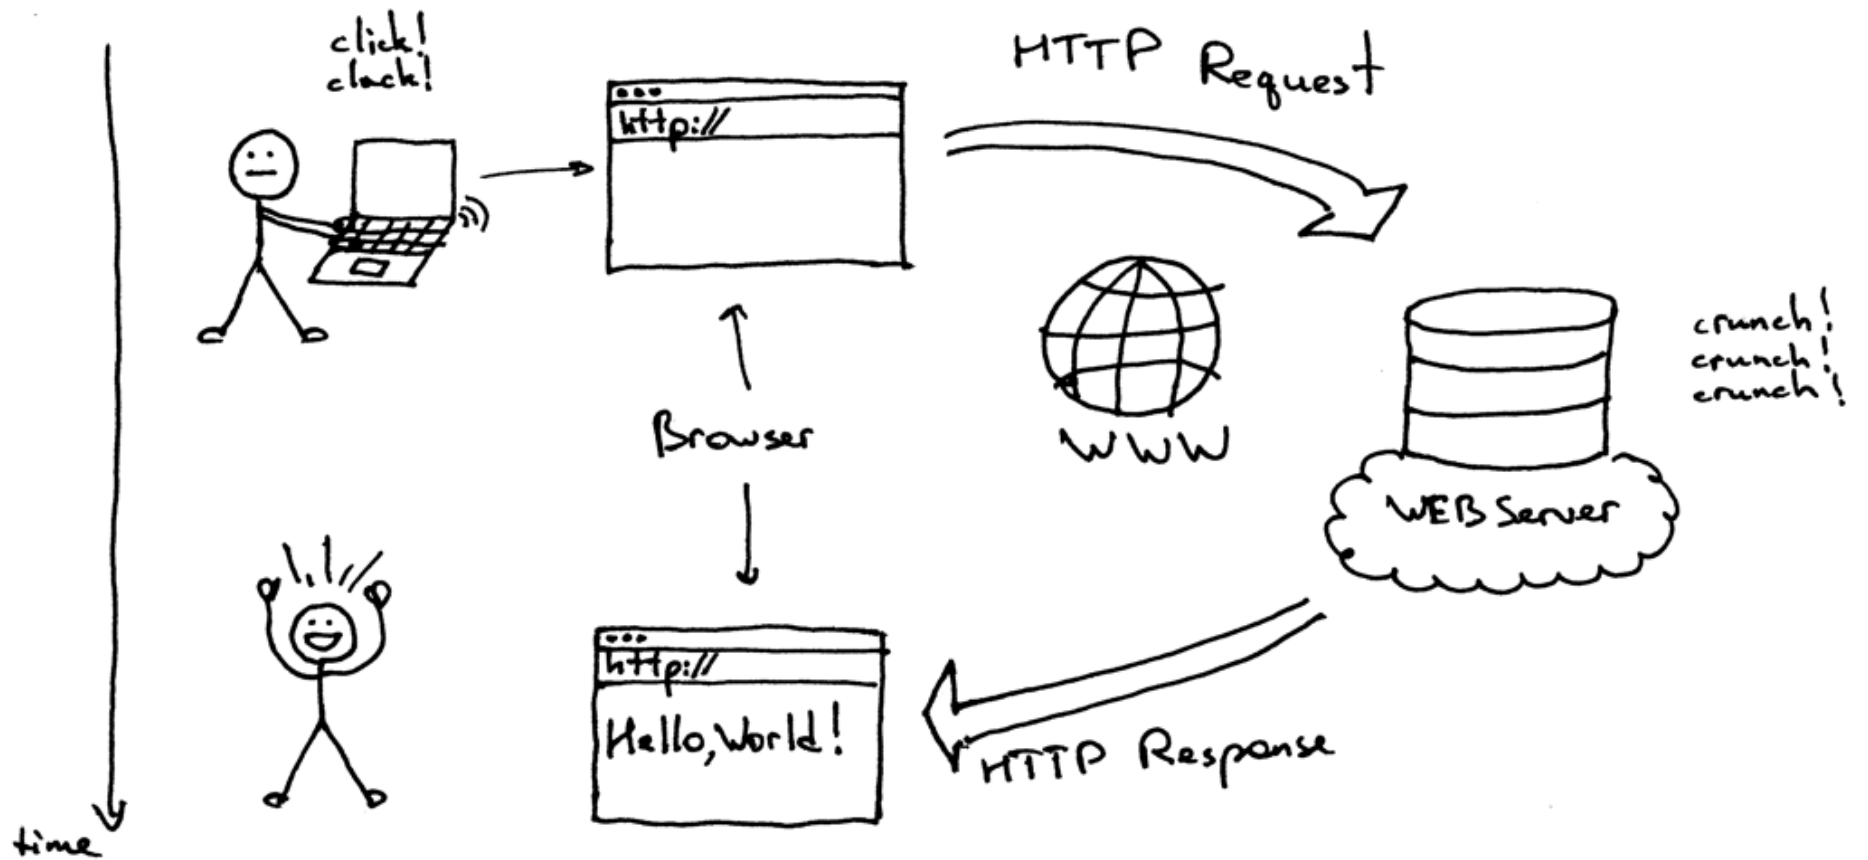 click!
clack!
HTTP Request
http://
crunch!
crunch!
crunch!
Browser
WWW
WEB Server
http://
Hello, World!
HTTP Response
time